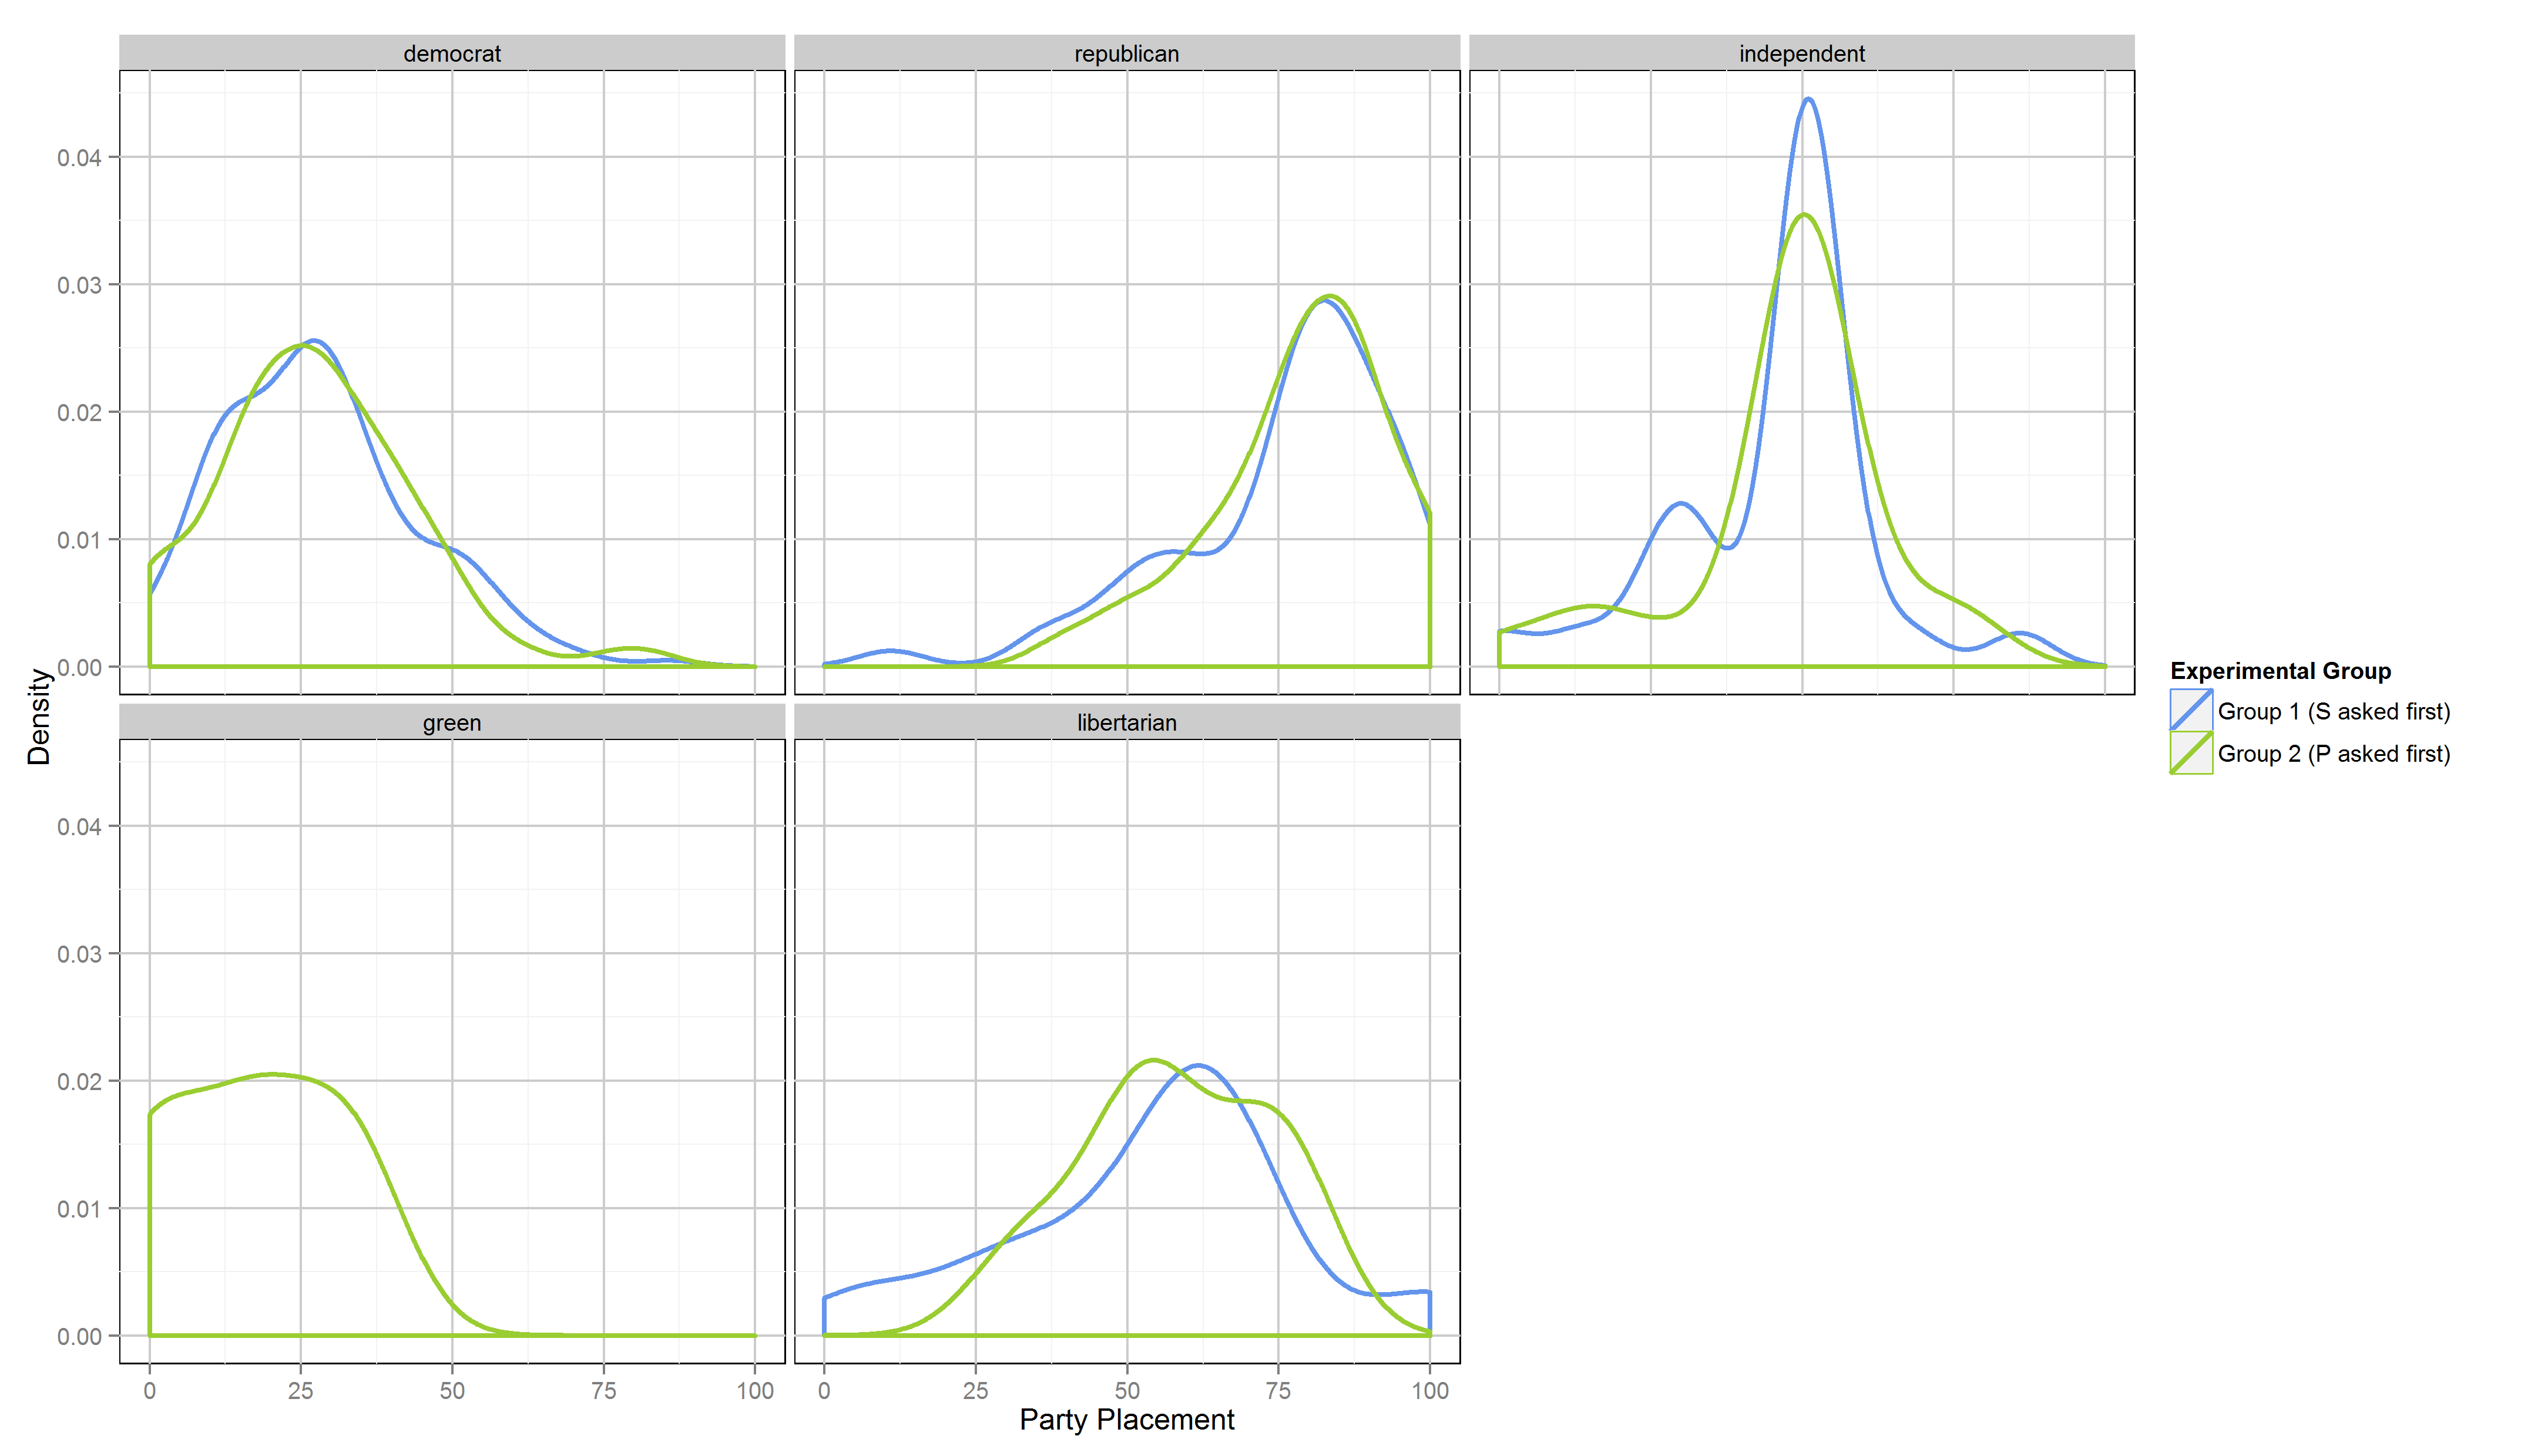 democrat
republican
independent
0.04
0.03
0.02
0.01
0.00
Density
green
libertarian
0.04
0.03
0.02
0.01
0.00
0
25
50
75
100
0
25
50
75
100
Party Placement
Experimental Group
Group 1 (S asked first)
Group 2 (P asked first)